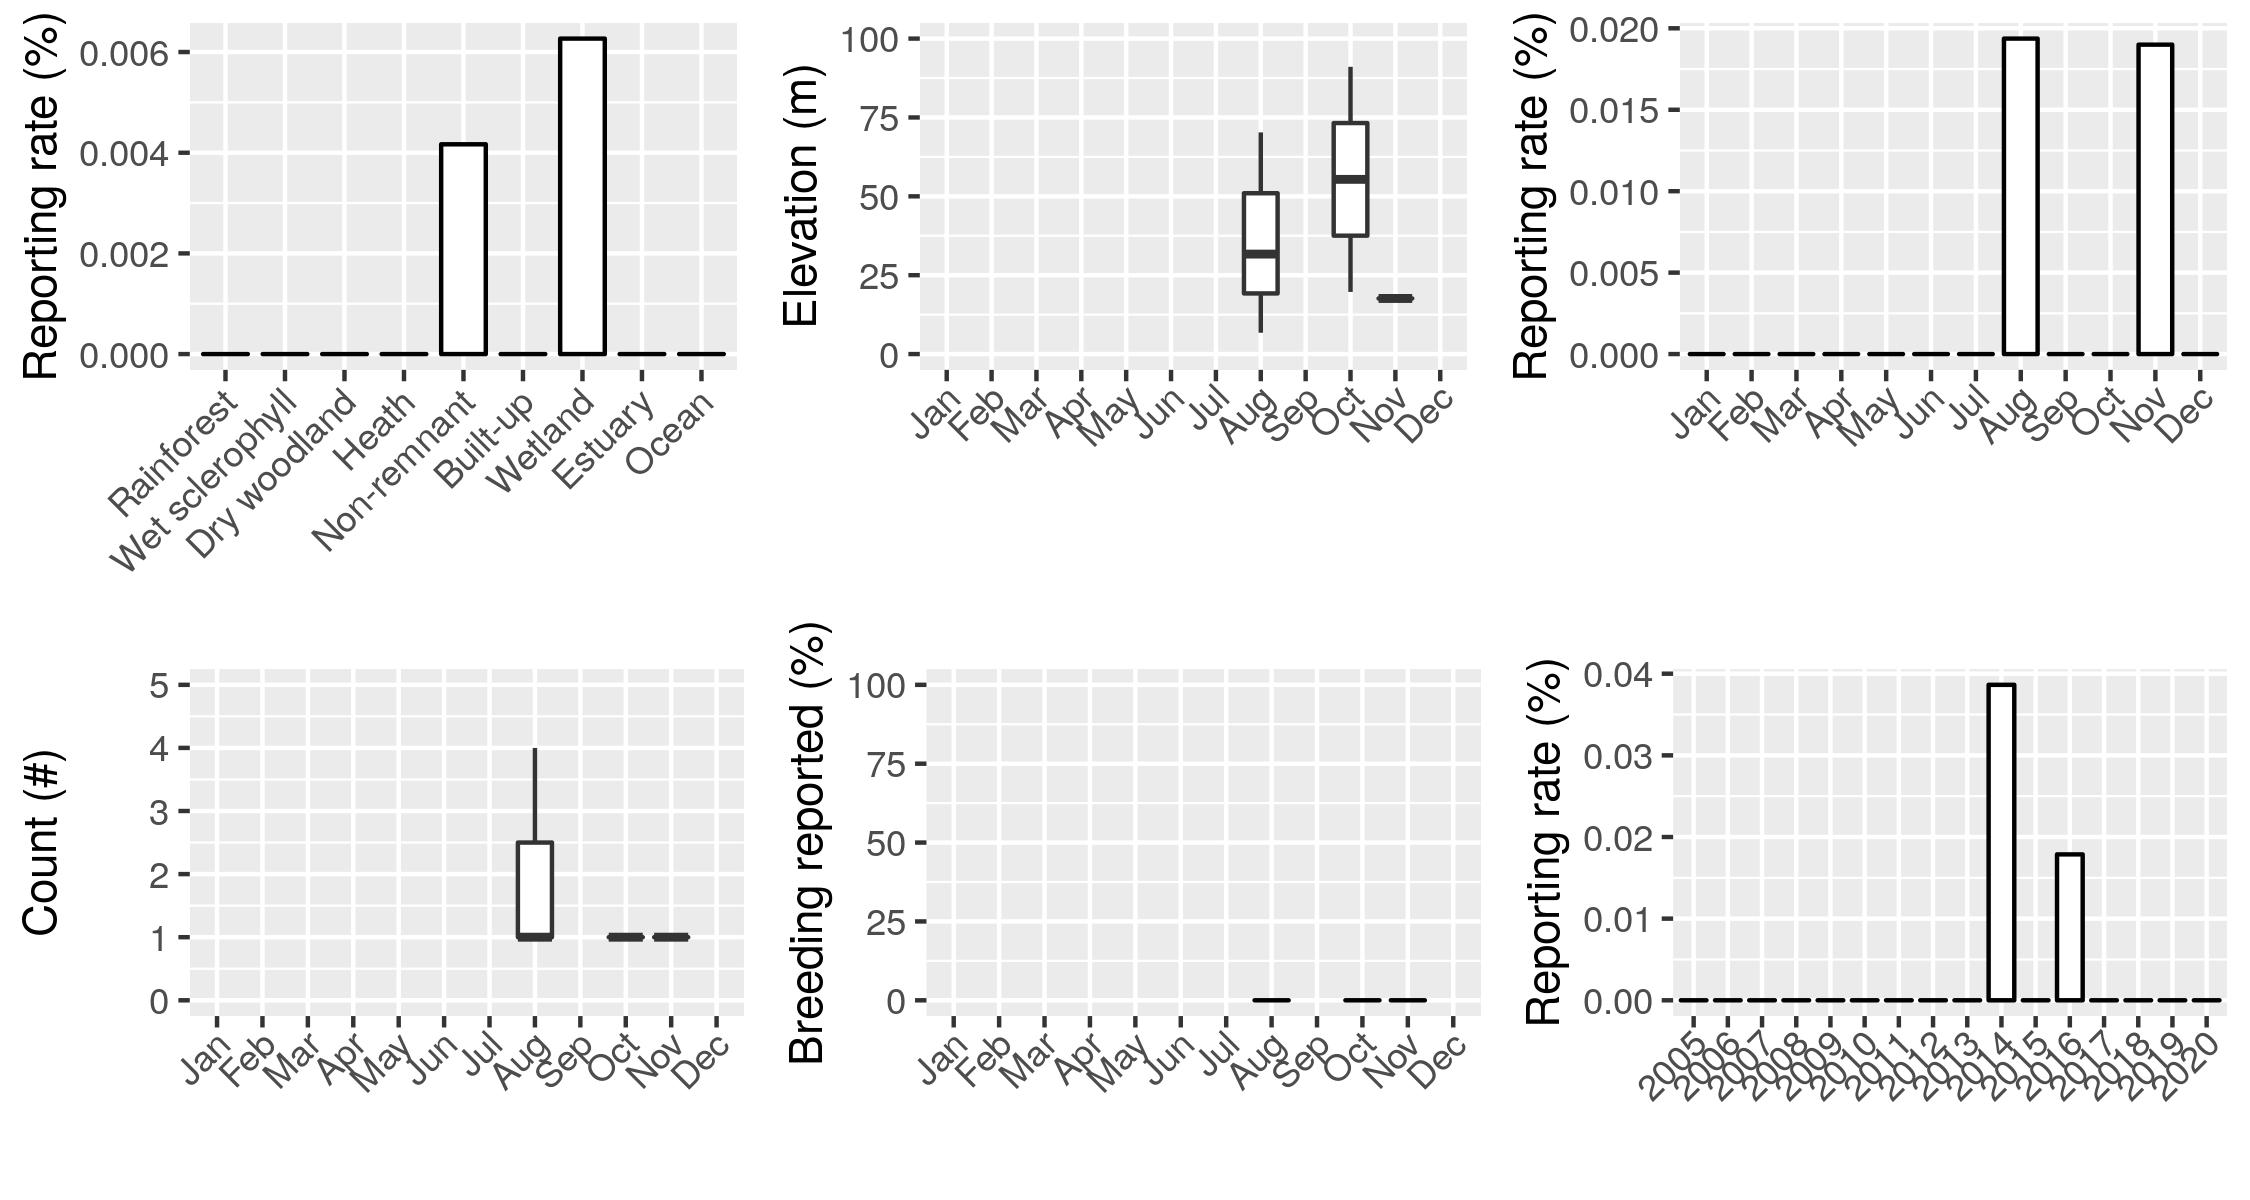 Reporting rate (%)
0.006
0.004
0.002
0.000
Rainforest
Wet sclerophyll
Dry woodland
Heath
Non-remnant
Built-up
Wetland
Estuary
Ocean
Elevation (m)
100
75
50
25
0
Jan
Feb
Mar
Apr
May
Jun
Jul
Aug
Sep
Oct
Nov
Dec
Reporting rate (%)
0.020
0.015
0.010
0.005
0.000
Jan
Feb
Mar
Apr
May
Jun
Jul
Aug
Sep
Oct
Nov
Dec
Count (#)
5
4
3
2
1
0
Jan
Feb
Mar
Apr
May
Jun
Jul
Aug
Sep
Oct
Nov
Dec
Breeding reported (%)
100
75
50
25
0
Jan
Feb
Mar
Apr
May
Jun
Jul
Aug
Sep
Oct
Nov
Dec
Reporting rate (%)
0.04
0.03
0.02
0.01
0.00
2005
2006
2007
2008
2009
2010
2011
2012
2013
2014
2015
2016
2017
2018
2019
2020